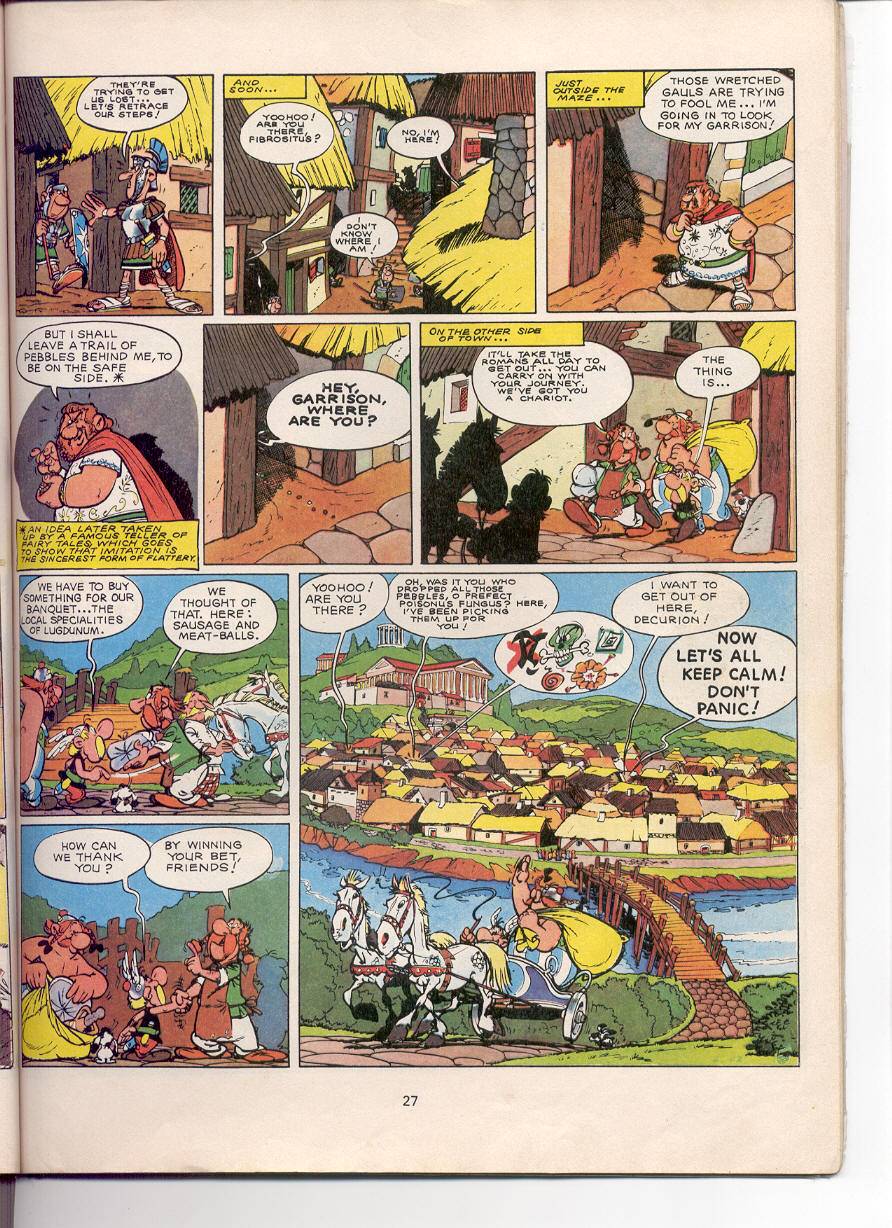 THEY'RE
TRYING TO GET
US LOST...
LET'S RETRACE
OUR STEPS!
AND
SOON...
YOOHOO!
ARE YOU
THERE,
FIBROSITUS?
NO, I'M
HERE!
I
DON'T
KNOW
WHERE I
AM!
JUST
OUTSIDE THE
MAZE...
THOSE WRETCHED
GAULS ARE TRYING
TO FOOL ME... I'M
GOING IN TO LOOK
FOR MY GARRISON!
BUT I SHALL
LEAVE A TRAIL OF
PEBBLES BEHIND ME, TO
BE ON THE SAFE
SIDE. *
* AN IDEA LATER TAKEN
UP BY A FAMOUS TELLER OF
FAIRY TALES, WHICH GOES
TO SHOW THAT IMITATION IS
THE SINCEREST FORM OF FLATTERY.
HEY,
GARRISON,
WHERE
ARE YOU?
ON THE OTHER SIDE
OF TOWN...
IT'LL TAKE THE
ROMANS ALL DAY TO
GET OUT... YOU CAN
CARRY ON WITH
YOUR JOURNEY.
WE'VE GOT YOU
A CHARIOT.
THE
THING
IS...
WE HAVE TO BUY
SOMETHING FOR OUR
BANQUET...THE
LOCAL SPECIALITIES
OF LUGDUNUM.
WE
THOUGHT OF
THAT. HERE:
SAUSAGE AND
MEAT-BALLS.
HOW CAN
WE THANK
YOU?
BY WINNING
YOUR BET,
FRIENDS!
YOOHOO!
ARE YOU
THERE?
OH, WAS IT YOU WHO
DROPPED ALL THOSE
PEBBLES, O PREFECT
POISONUS FUNGUS? HERE,
I'VE BEEN PICKING
THEM UP FOR
YOU!
I WANT TO
GET OUT OF
HERE,
DECURION!
NOW
LET'S ALL
KEEP CALM!
DON'T
PANIC!
27